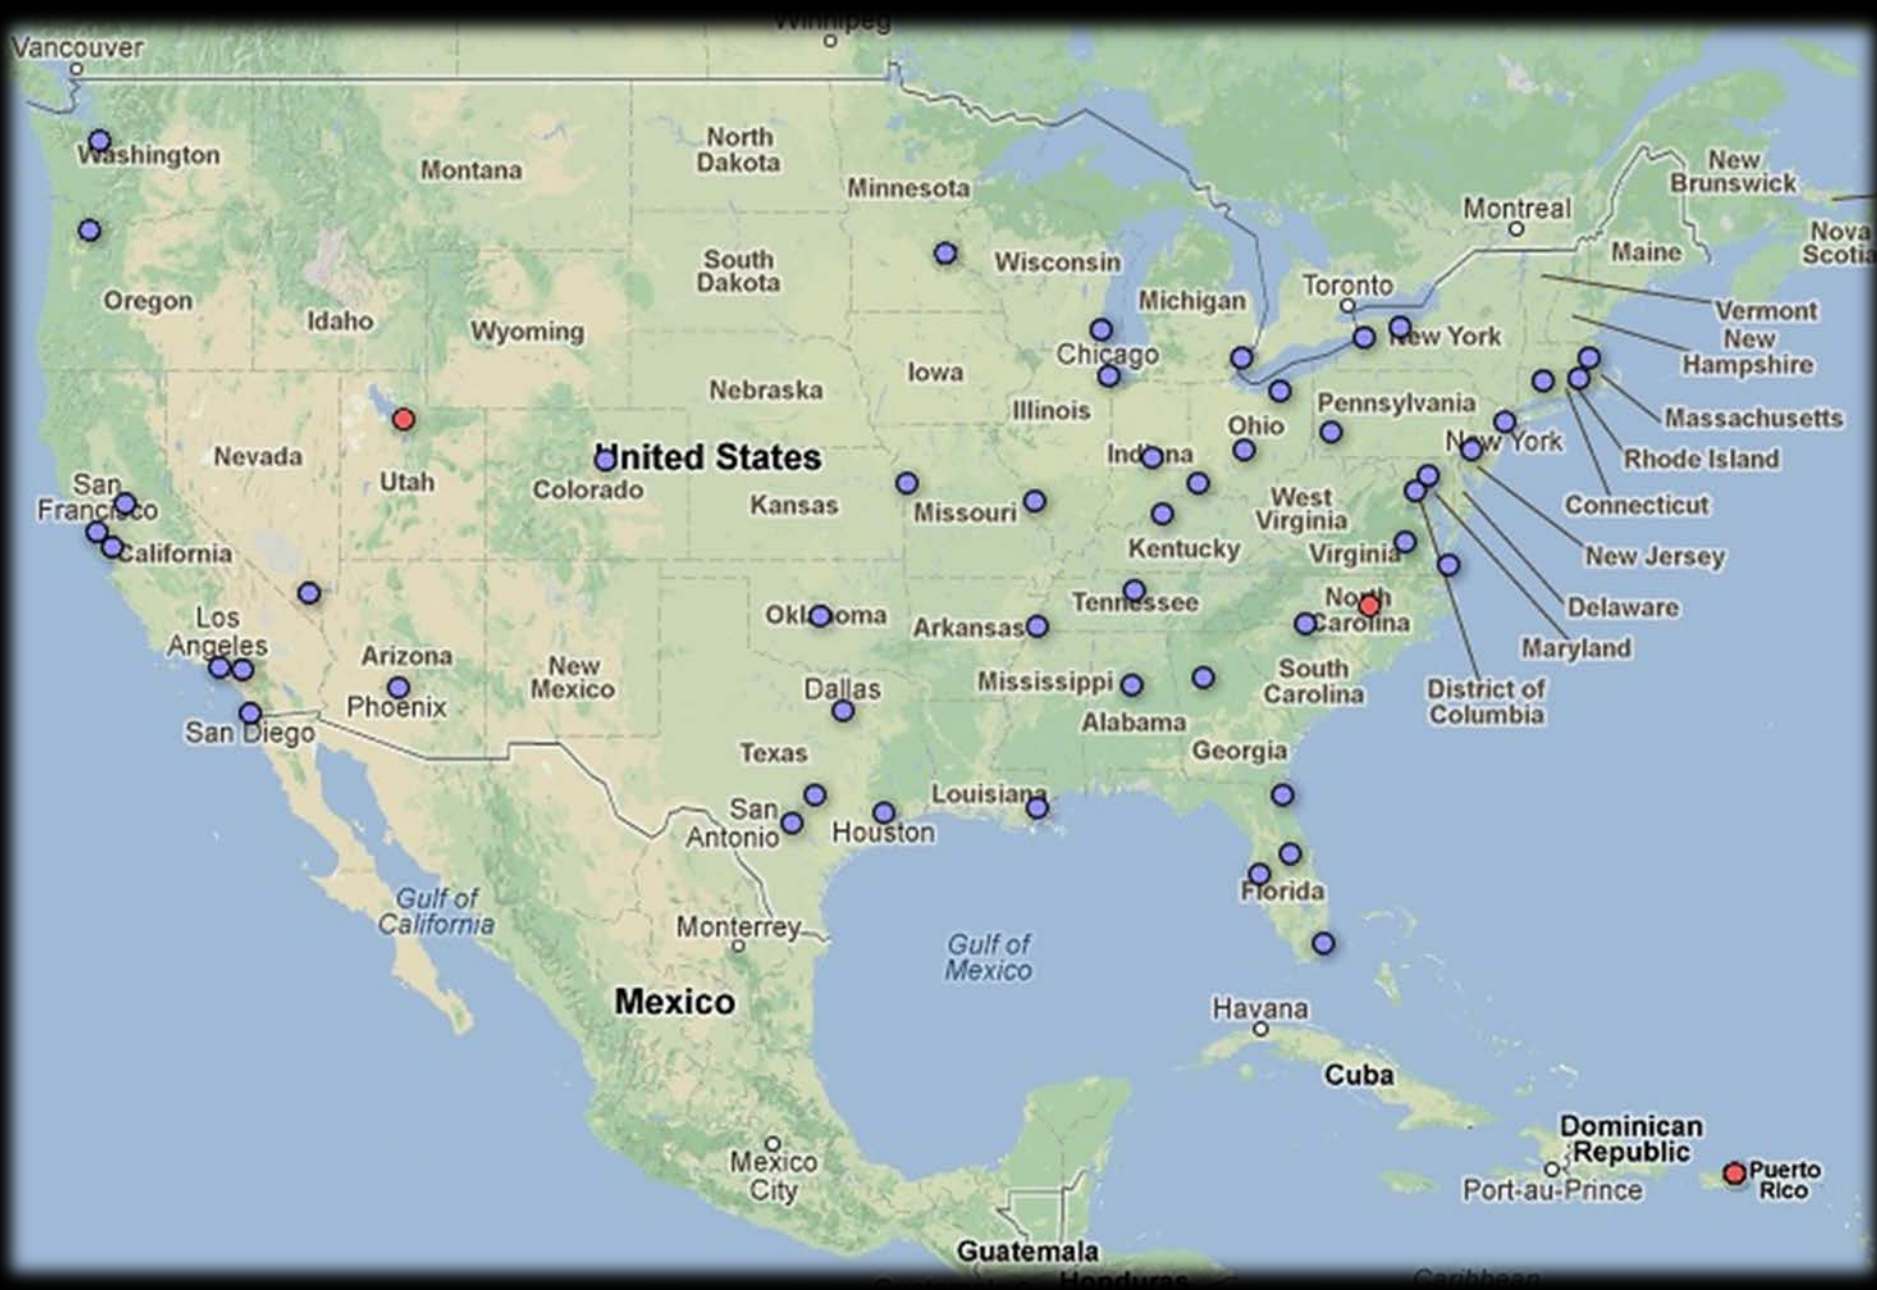 Winnipeg
Vancouver
Washington
Montana
North
Dakota
Minnesota
New
Brunswick
Montreal
Nova
Scotia
Maine
Wisconsin
South
Dakota
Michigan
Toronto
Oregon
Idaho
Wyoming
Vermont
New
Hampshire
New York
Chicago
Iowa
Nebraska
Illinois
Pennsylvania
Massachusetts
Ohio
New York
Indiana
Rhode Island
Nevada
United States
Utah
Colorado
Kansas
Missouri
West
Virginia
Connecticut
San
Francisco
California
Kentucky
Virginia
New Jersey
Tennessee
North
Carolina
Delaware
Oklahoma
Arkansas
Maryland
Los
Angeles
Arizona
New
Mexico
South
Carolina
Mississippi
Dallas
District of
Columbia
Phoenix
San Diego
Alabama
Texas
Georgia
Louisiana
San
Antonio
Houston
Florida
Gulf of
California
Monterrey
Gulf of
Mexico
Mexico
Havana
Cuba
Dominican
Republic
Mexico
City
Port-au-Prince
Puerto
Rico
Guatemala
Honduras
Caribbean